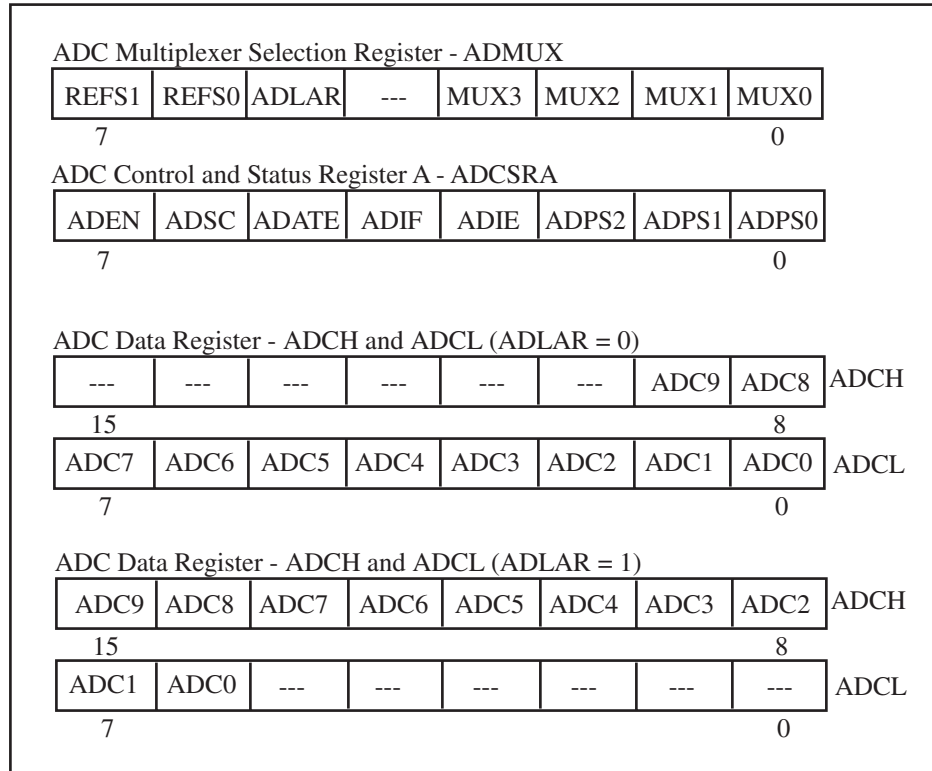 ADC Multiplexer Selection Register - ADMUX
REFS1 REFS0 ADLAR --- MUX3 MUX2 MUX1 MUX0
7 0
ADC Control and Status Register A - ADCSRA
ADEN ADSC ADATE ADIF ADIE ADPS2 ADPS1 ADPS0
7 0
ADC Data Register - ADCH and ADCL (ADLAR = 0)
--- --- --- --- --- --- ADC9 ADC8 ADCH
15 8
ADC7 ADC6 ADC5 ADC4 ADC3 ADC2 ADC1 ADC0 ADCL
7 0
ADC Data Register - ADCH and ADCL (ADLAR = 1)
ADC9 ADC8 ADC7 ADC6 ADC5 ADC4 ADC3 ADC2 ADCH
15 8
ADC1 ADC0 --- --- --- --- --- --- ADCL
7 0